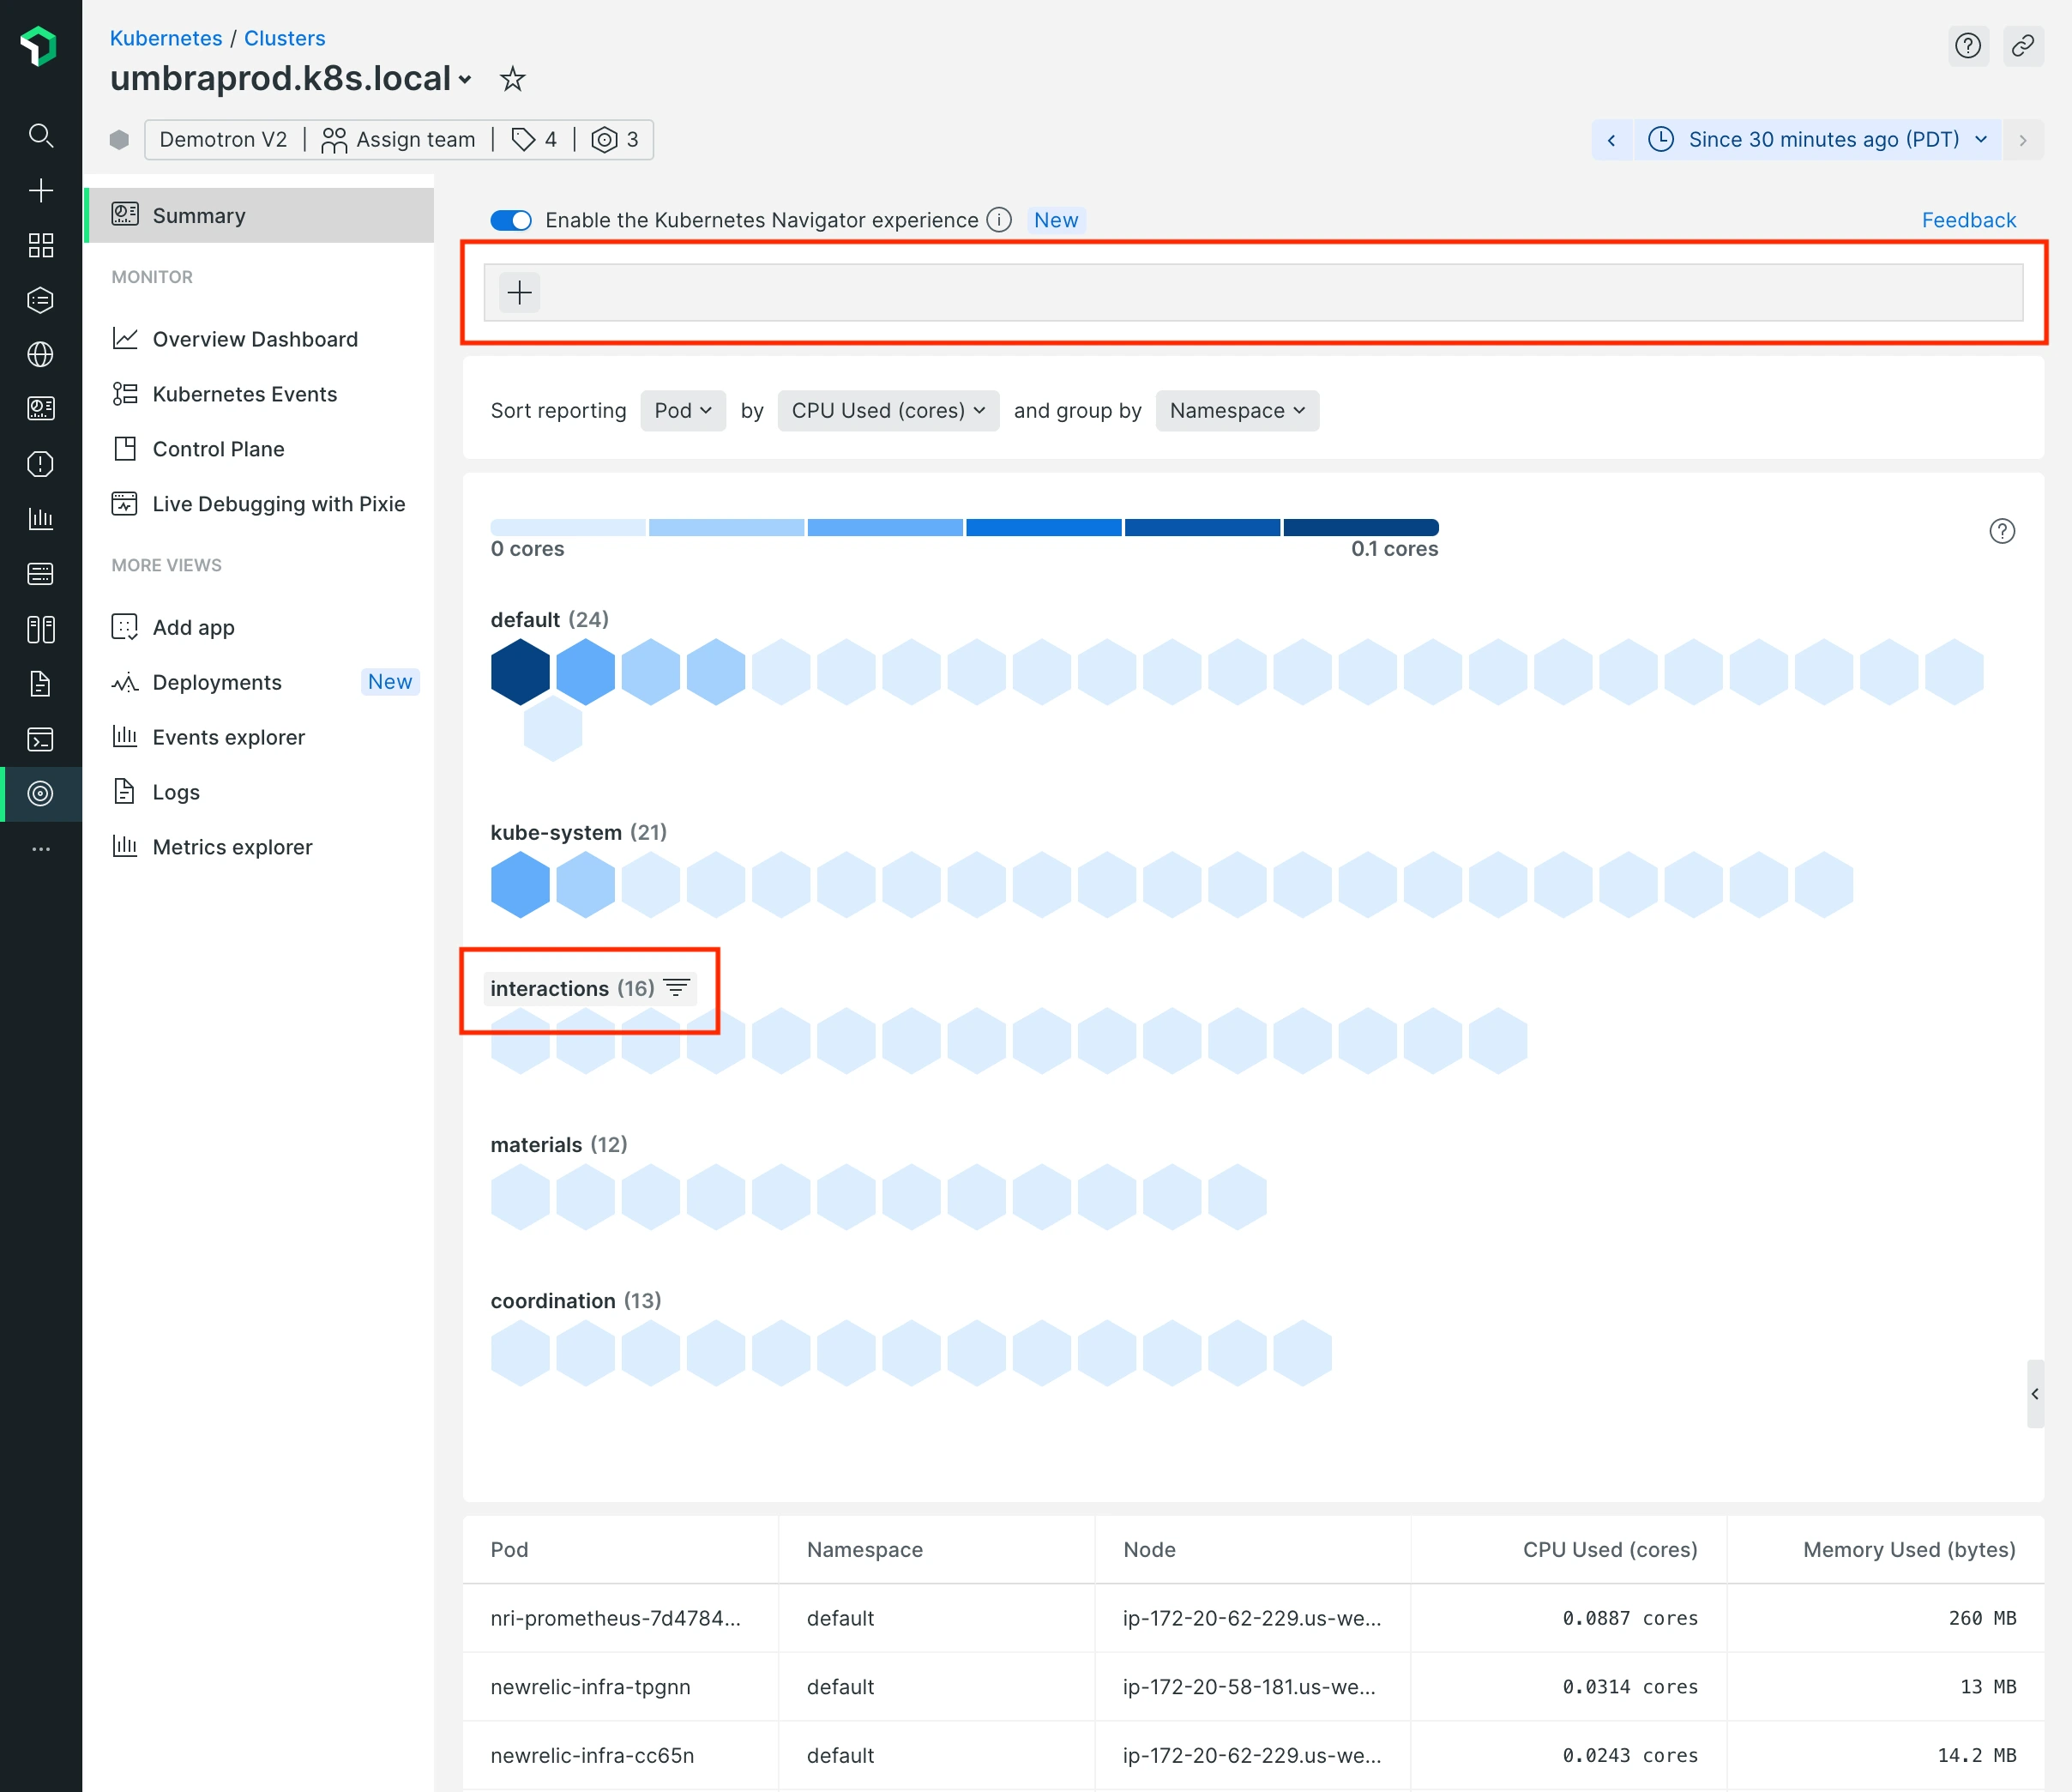 Kubernetes / Clusters
umbraprod.k8s.local
Demotron V2 | Assign team | 4 | 3
Since 30 minutes ago (PDT)
Summary
MONITOR
Overview Dashboard
Kubernetes Events
Control Plane
Live Debugging with Pixie
MORE VIEWS
Add app
Deployments New
Events explorer
Logs
Metrics explorer
Enable the Kubernetes Navigator experience New
Feedback
Sort reporting Pod by CPU Used (cores) and group by Namespace
0 cores 0.1 cores
default (24)
kube-system (21)
interactions (16)
materials (12)
coordination (13)
Pod Namespace Node CPU Used (cores) Memory Used (bytes)
nri-prometheus-7d4784... default ip-172-20-62-229.us-we... 0.0887 cores 260 MB
newrelic-infra-tpgnn default ip-172-20-58-181.us-we... 0.0314 cores 13 MB
newrelic-infra-cc65n default ip-172-20-62-229.us-we... 0.0243 cores 14.2 MB